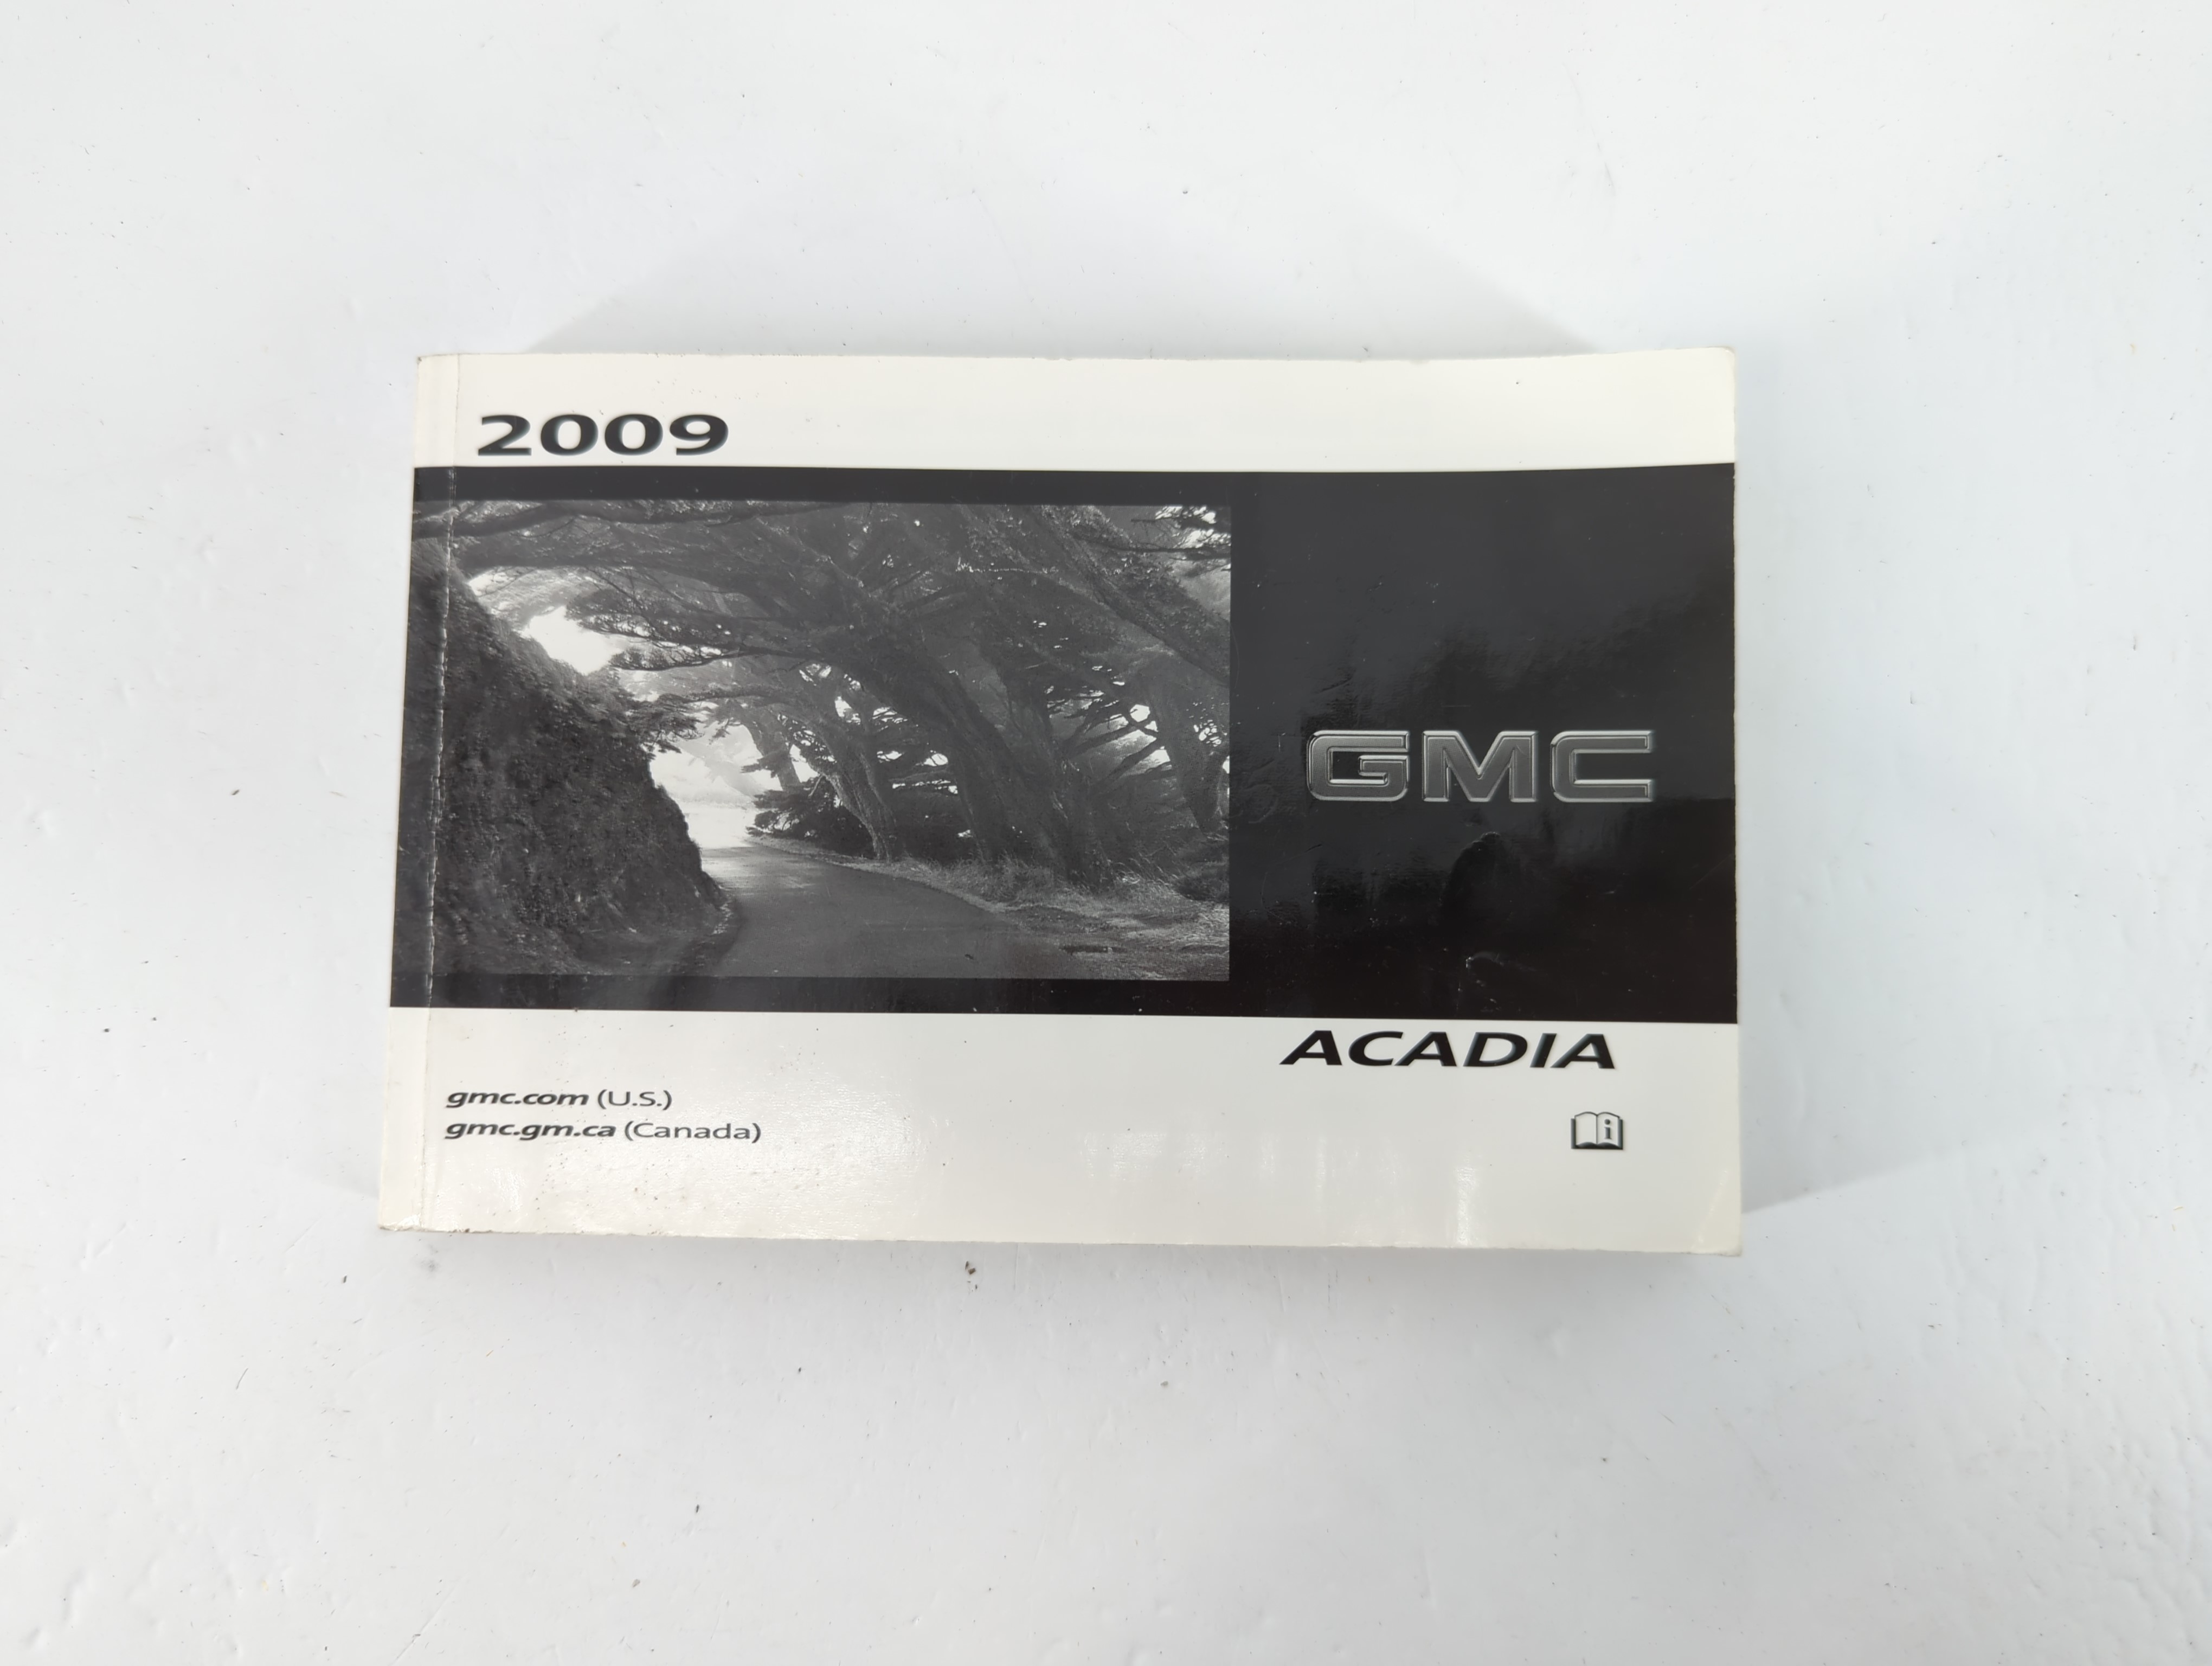 2009
GMC
ACADIA
gmc.com (U.S.)
gmc.gm.ca (Canada)
i